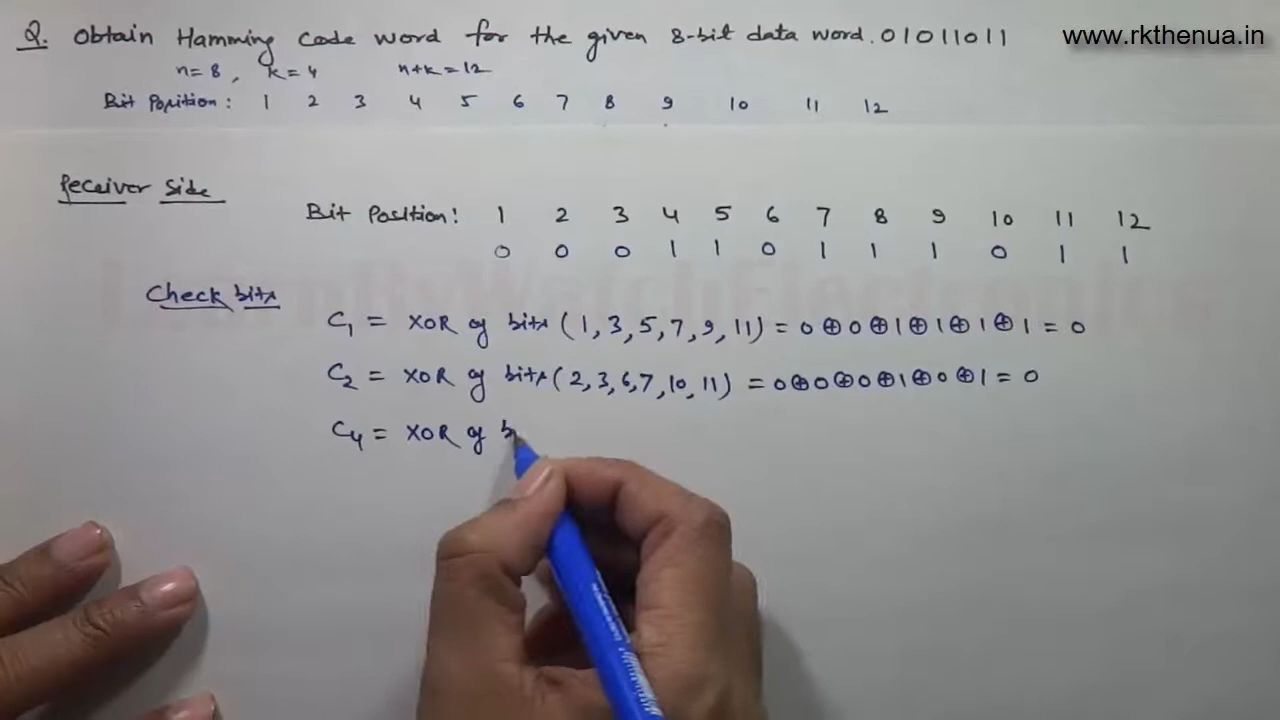 www.rkthenua.in
Q. Obtain Hamming Code word for the given 8-bit data word. 01011011
n=8, k=4 n+k=12
Bit Position: 1 2 3 4 5 6 7 8 9 10 11 12
Receiver Side
Bit Position: 1 2 3 4 5 6 7 8 9 10 11 12
0 0 0 1 1 0 1 1 1 0 1 1
Check bits
C₁ = XOR of bits (1, 3, 5, 7, 9, 11) = 0 ⊕ 0 ⊕ 1 ⊕ 1 ⊕ 1 ⊕ 1 = 0
C₂ = XOR of bits (2, 3, 6, 7, 10, 11) = 0 ⊕ 0 ⊕ 0 ⊕ 1 ⊕ 0 ⊕ 1 = 0
C₄ = XOR of b